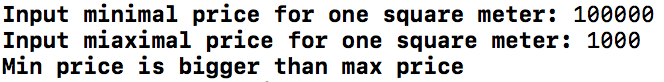 Input minimal price for one square meter: 100000
Input miaximal price for one square meter: 1000
Min price is bigger than max price